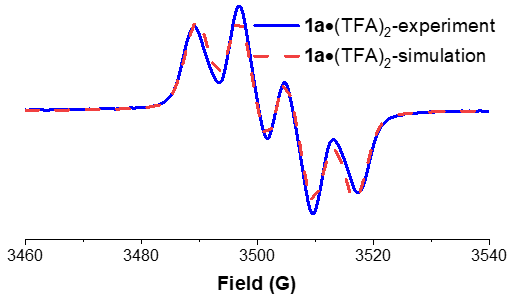 1a•(TFA)₂-experiment
1a•(TFA)₂-simulation
3460 3480 3500 3520 3540
Field (G)